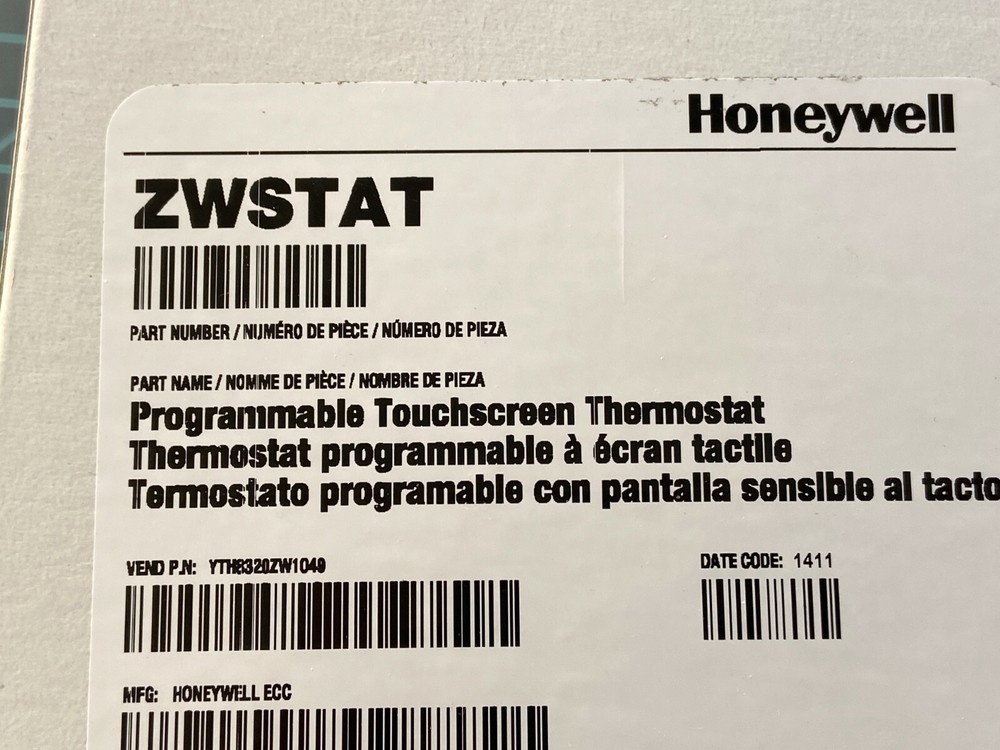 Honeywell
ZWSTAT
PART NUMBER / NUMÉRO DE PIÈCE / NÚMERO DE PIEZA
PART NAME / NOMME DE PIÈCE / NOMBRE DE PIEZA
Programmable Touchscreen Thermostat
Thermostat programmable à écran tactile
Termostato programable con pantalla sensible al tacto
VEND P.N: YTH8320ZW1049
DATE CODE: 1411
MFG: HONEYWELL ECC